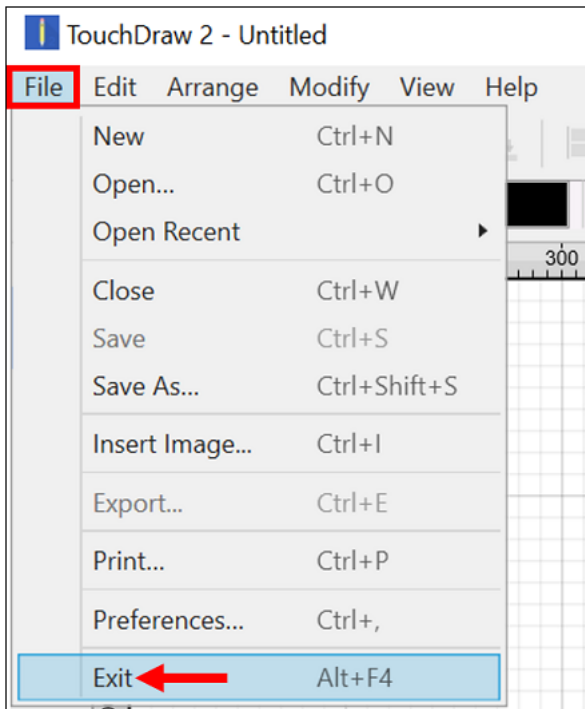 TouchDraw 2 - Untitled
File Edit Arrange Modify View Help
New Ctrl+N
Open... Ctrl+O
Open Recent
300
Close Ctrl+W
Save Ctrl+S
Save As... Ctrl+Shift+S
Insert Image... Ctrl+I
Export... Ctrl+E
Print... Ctrl+P
Preferences... Ctrl+,
Exit Alt+F4